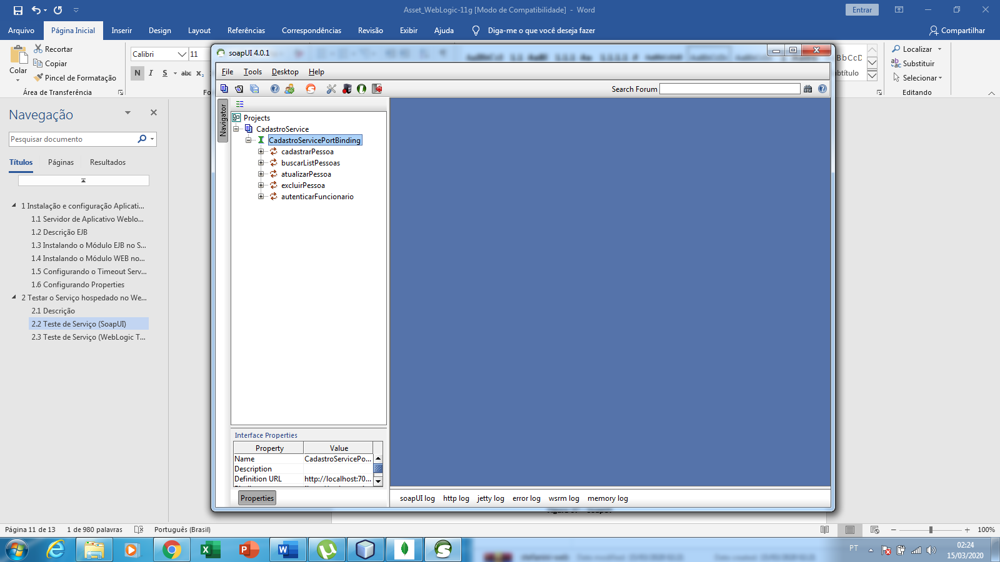 Asset_WebLogic-11g [Modo de Compatibilidade] - Word
Entrar
Arquivo Página Inicial Inserir Design Layout Referências Correspondências Revisão Exibir Ajuda Diga-me o que você deseja fazer Compartilhar
Colar
Recortar
Copiar
Pincel de Formatação
Área de Transferência
Calibri 11
N I S abc x₂
Fo
BbCcD
btítulo
Localizar
Substituir
Selecionar
Editando
Navegação
Pesquisar documento
Títulos Páginas Resultados
1 Instalação e configuração Aplicati...
1.1 Servidor de Aplicativo Weblo...
1.2 Descrição EJB
1.3 Instalando o Módulo EJB no S...
1.4 Instalando o Módulo WEB no...
1.5 Configurando o Timeout Serv...
1.6 Configurando Properties
2 Testar o Serviço hospedado no We...
2.1 Descrição
2.2 Teste de Serviço (SoapUI)
2.3 Teste de Serviço (WebLogic T...
soapUI 4.0.1
File Tools Desktop Help
Search Forum
Navigator
Projects
CadastroService
CadastroServicePortBinding
cadastrarPessoa
buscarListPessoas
atualizarPessoa
excluirPessoa
autenticarFuncionario
Interface Properties
Property Value
Name CadastroServicePo...
Description
Definition URL http://localhost:70...
Properties
soapUI log http log jetty log error log wsrm log memory log
Página 11 de 13 1 de 980 palavras Português (Brasil)
100%
PT
02:24
15/03/2020